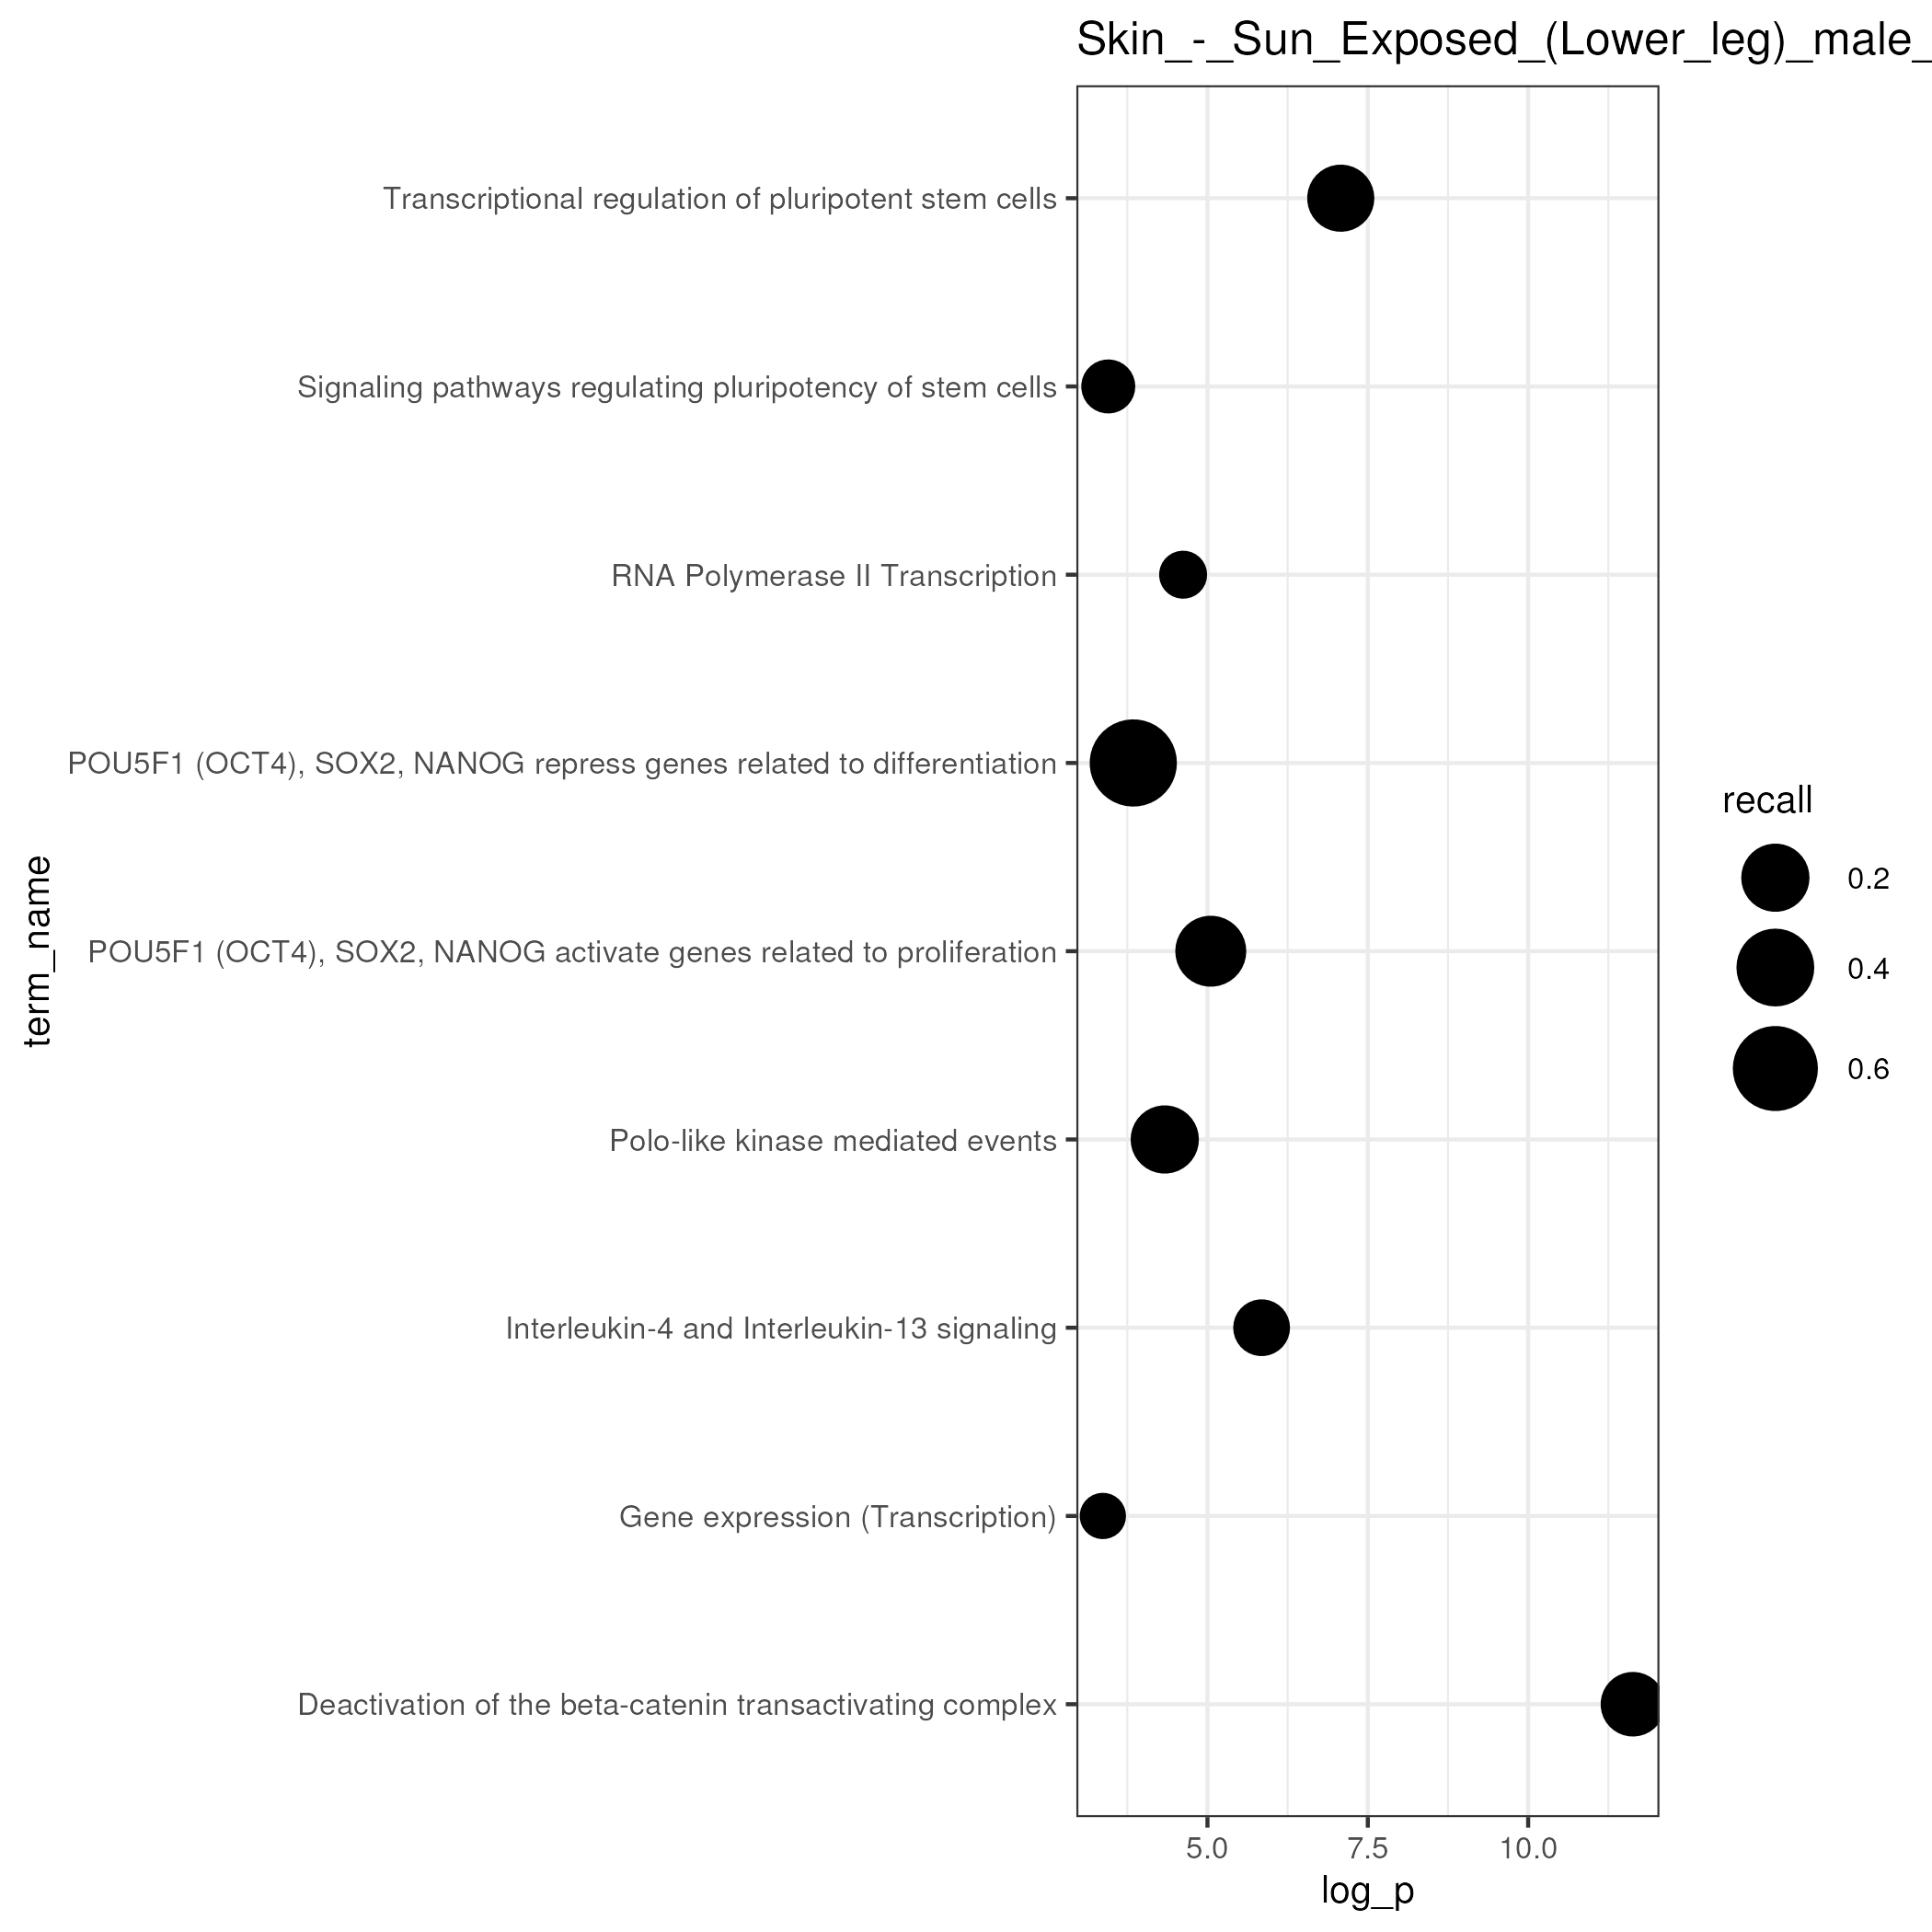 Skin_-_Sun_Exposed_(Lower_leg)_male_
Transcriptional regulation of pluripotent stem cells
Signaling pathways regulating pluripotency of stem cells
RNA Polymerase II Transcription
POU5F1 (OCT4), SOX2, NANOG repress genes related to differentiation
POU5F1 (OCT4), SOX2, NANOG activate genes related to proliferation
Polo-like kinase mediated events
Interleukin-4 and Interleukin-13 signaling
Gene expression (Transcription)
Deactivation of the beta-catenin transactivating complex
term_name
5.0 7.5 10.0
log_p
recall
0.2
0.4
0.6